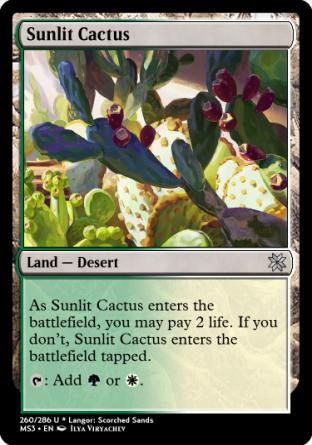 Sunlit Cactus
Land — Desert
As Sunlit Cactus enters the
battlefield, you may pay 2 life. If you
don't, Sunlit Cactus enters the
battlefield tapped.
: Add or .
260/286 U * Langor: Scorched Sands
MS3 • EN Ilya Viryachev